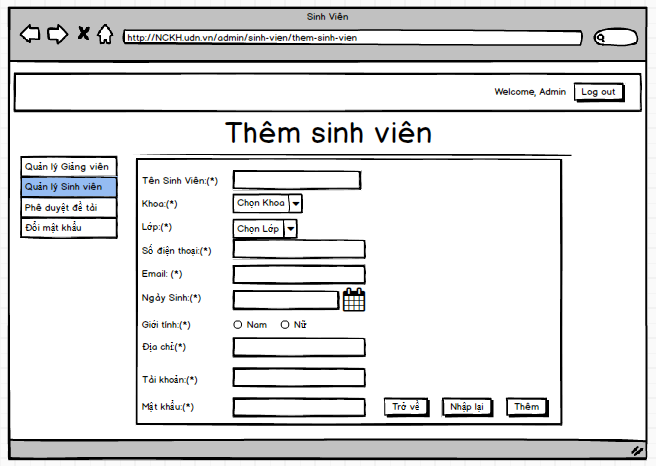 Sinh Viên
http://NCKH.udn.vn/admin/sinh-vien/them-sinh-vien
Welcome, Admin Log out
Thêm sinh viên
Quản lý Giảng viên
Quản lý Sinh viên
Phê duyệt đề tài
Đổi mật khẩu
Tên Sinh Viên:(*)
Khoa:(*) Chọn Khoa
Lớp:(*) Chọn Lớp
Số điện thoại:(*)
Email: (*)
Ngày Sinh:(*)
Giới tính:(*) Nam Nữ
Địa chỉ:(*)
Tài khoản:(*)
Mật khẩu:(*) Trở về Nhập lại Thêm